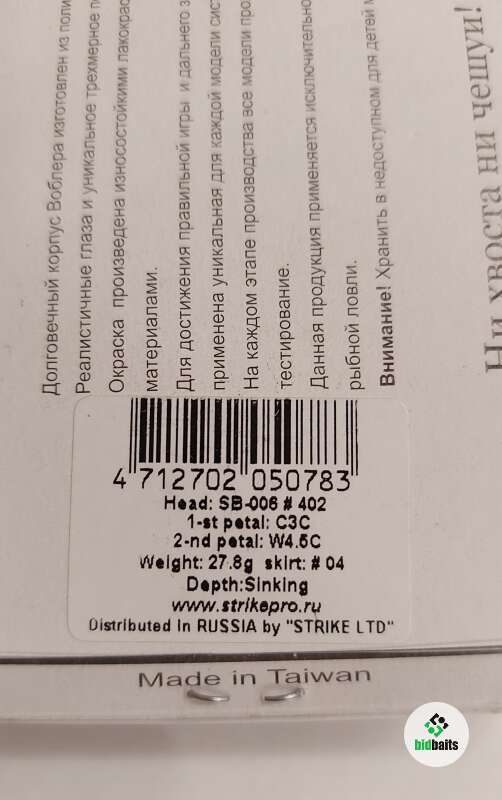 Долговечный корпус Воблера изготовлен из
Реалистичные глаза и уникальное трехмерное
Окраска произведена износостойкими
материалами.
Для достижения правильной игры и дальнего
применена уникальная для каждой модели
На каждом этапе производства все модели
тестирование.
Данная продукция применяется исключительно
рыбной ловли.
Внимание! Хранить в недоступном для детей
Ни хвоста ни чешуи!
4 712702 050783
Head: SB-006 # 402
1-st petal: C3C
2-nd petal: W4.5C
Weight: 27.8g skirt: # 04
Depth:Sinking
www.strikepro.ru
Distributed in RUSSIA by "STRIKE LTD"
Made in Taiwan
bidbaits